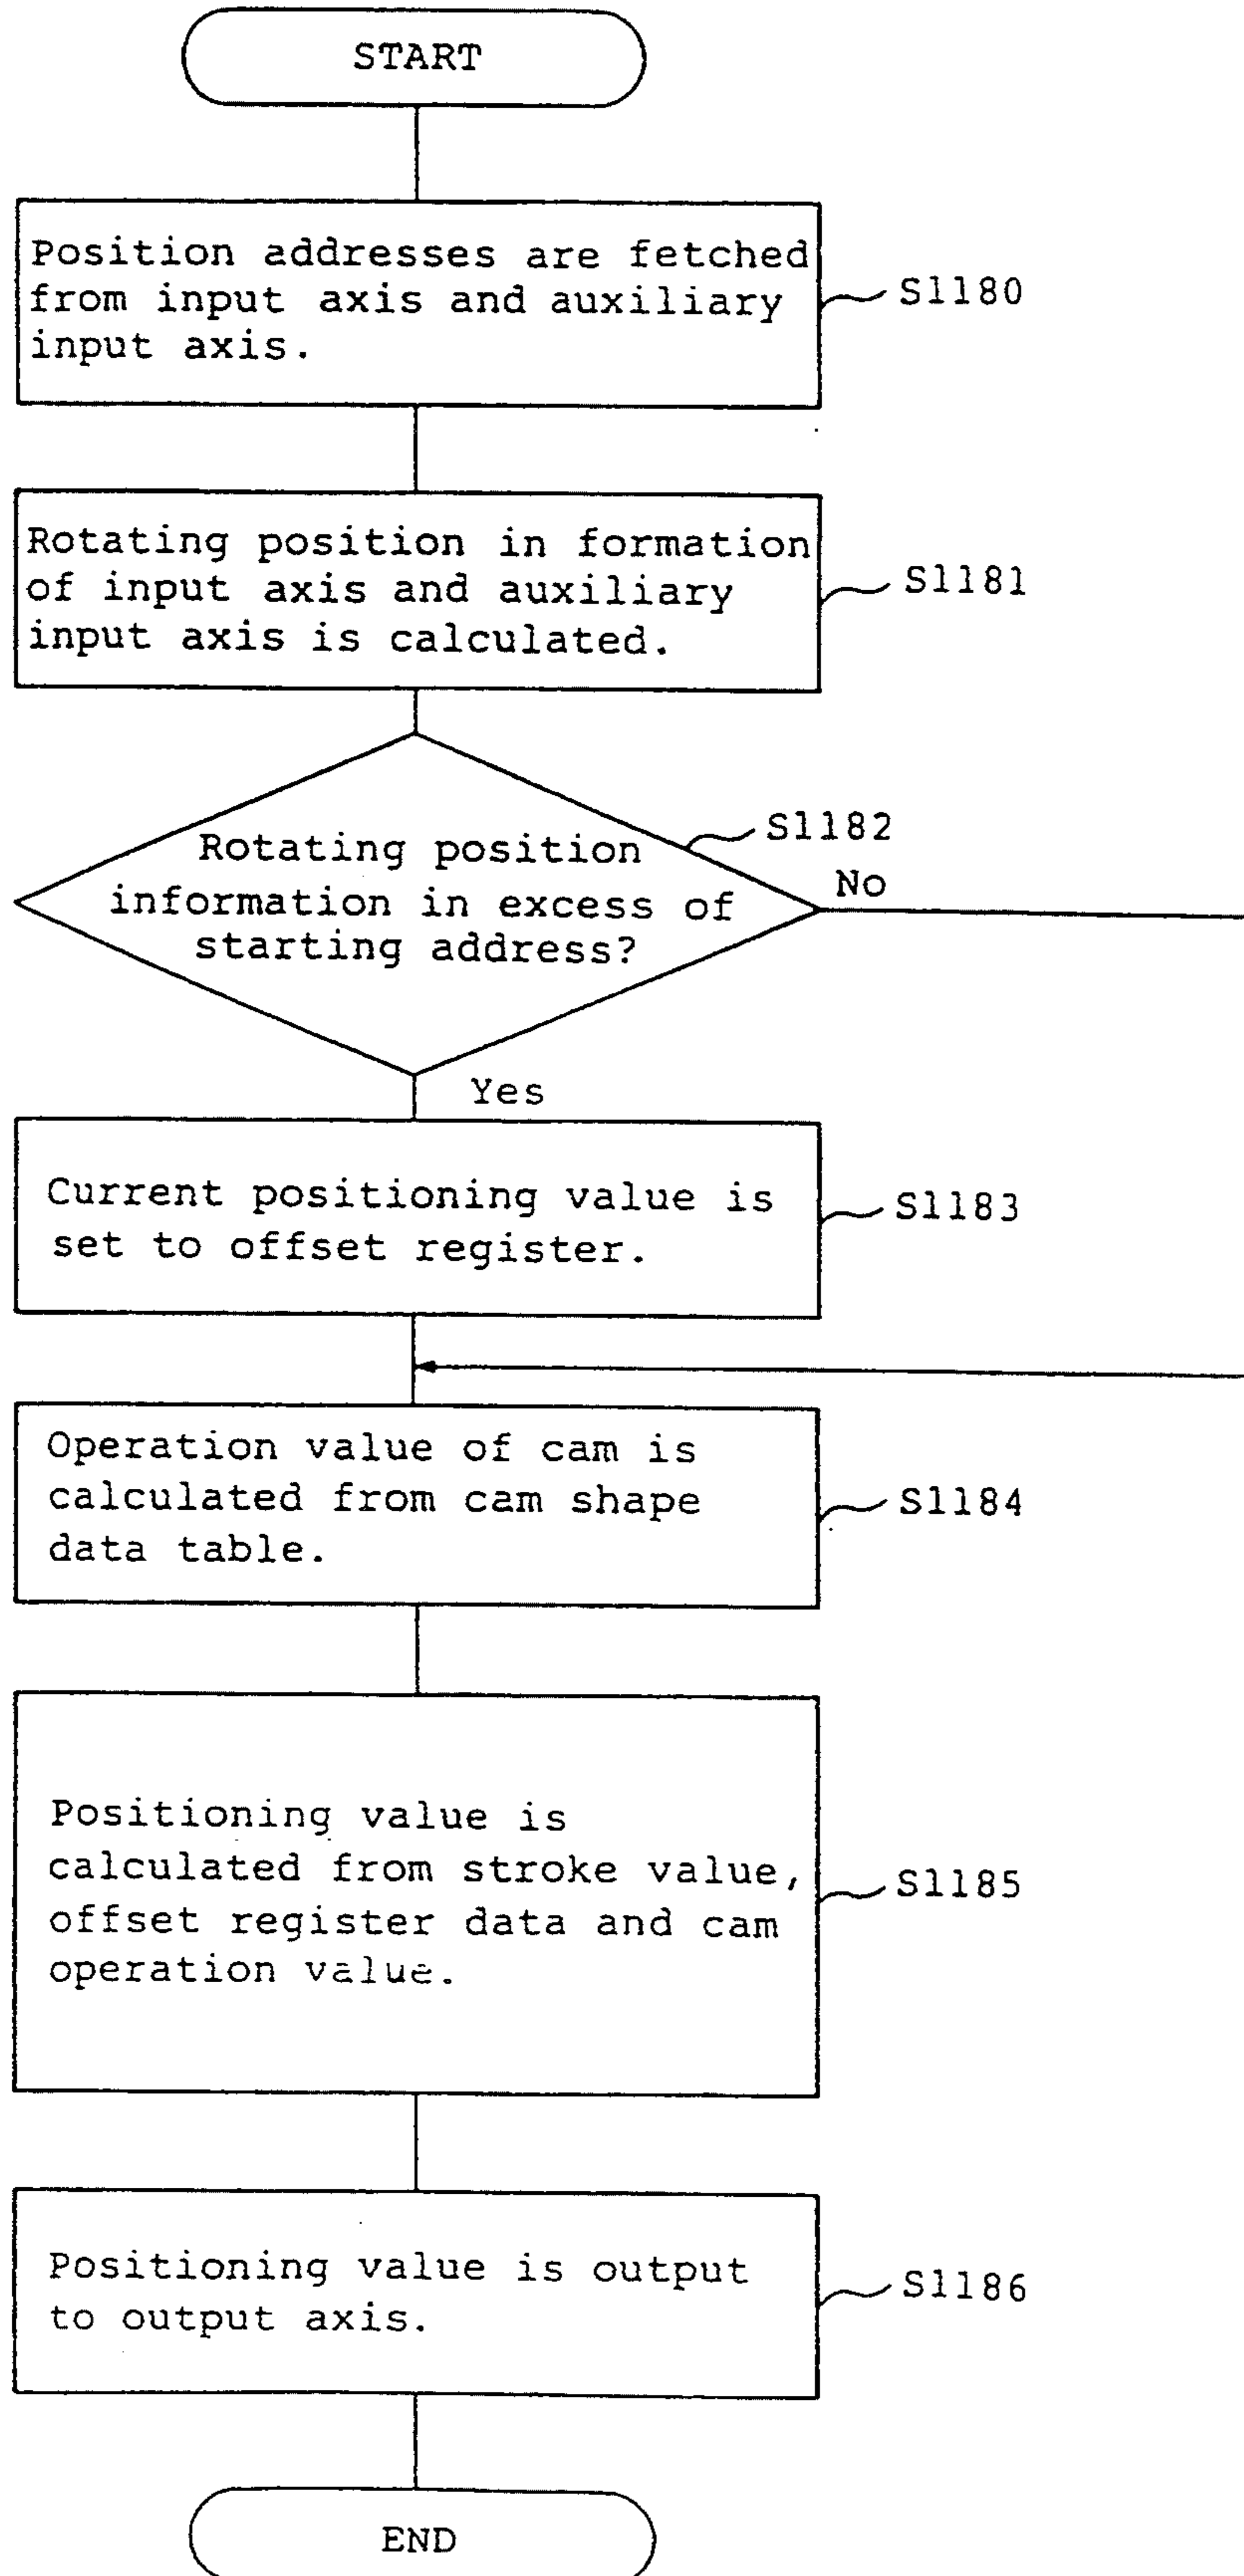 START
Position addresses are fetched
from input axis and auxiliary
input axis.
S1180
Rotating position in formation
of input axis and auxiliary
input axis is calculated.
S1181
S1182
Rotating position
information in excess of
starting address?
No
Yes
Current positioning value is
set to offset register.
S1183
Operation value of cam is
calculated from cam shape
data table.
S1184
Positioning value is
calculated from stroke value,
offset register data and cam
operation value.
S1185
Positioning value is output
to output axis.
S1186
END